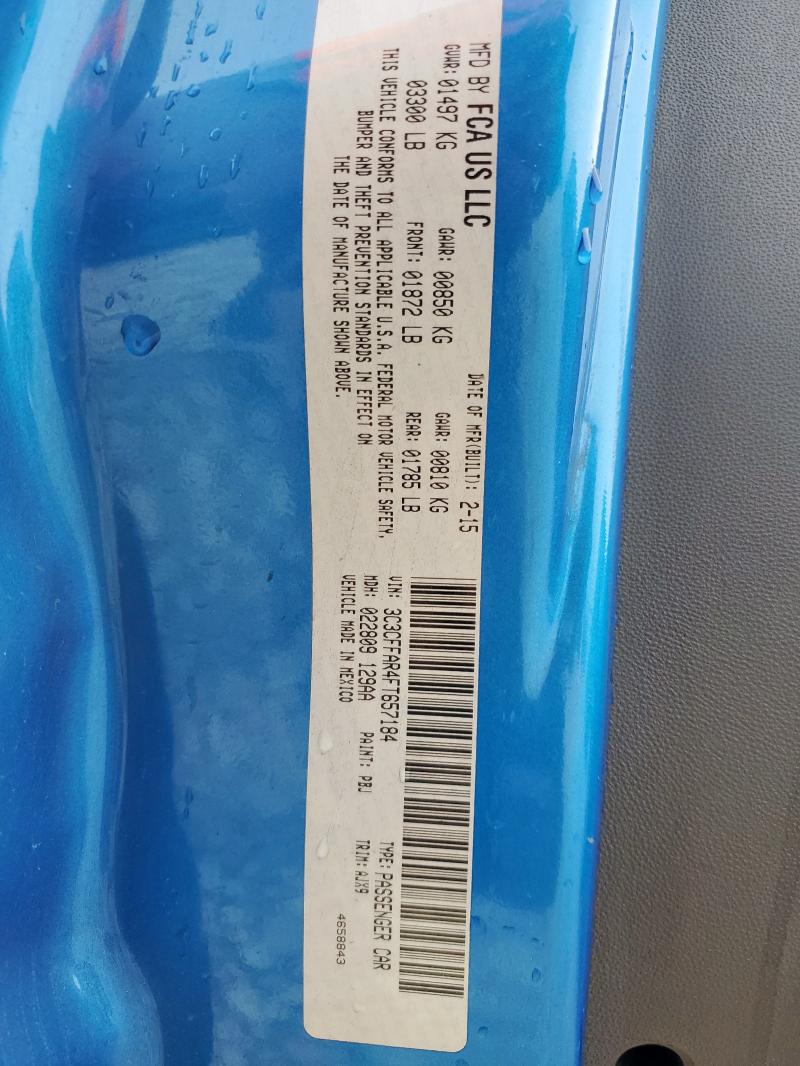 MFD BY FCA US LLC
DATE OF MFR(BUILT): 2-15
GVWR: 01497 KG
GAWR: 00850 KG
GAWR: 00810 KG
03300 LB
FRONT: 01872 LB
REAR: 01785 LB
THIS VEHICLE CONFORMS TO ALL APPLICABLE U.S.A. FEDERAL MOTOR VEHICLE SAFETY,
BUMPER AND THEFT PREVENTION STANDARDS IN EFFECT ON
THE DATE OF MANUFACTURE SHOWN ABOVE.
VIN: 3C3CFFAR4FT657184
TYPE: PASSENGER CAR
MDH: 022809 129AA
PAINT: PBJ
TRIM: AJX9
VEHICLE MADE IN MEXICO
4658843